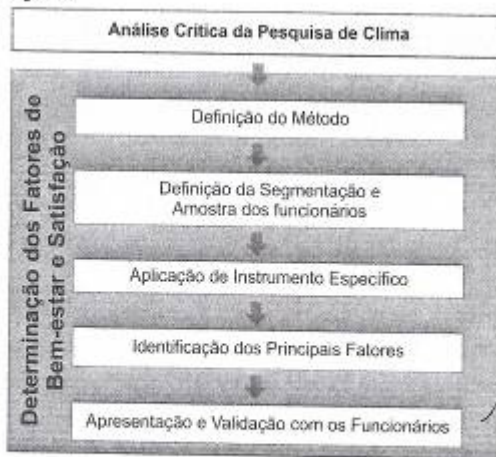 Análise Crítica da Pesquisa de Clima
Determinação dos Fatores de
Bem-estar e Satisfação
Definição do Método
Definição da Segmentação e
Amostra dos funcionários
Aplicação de Instrumento Específico
Identificação dos Principais Fatores
Apresentação e Validação com os Funcionários